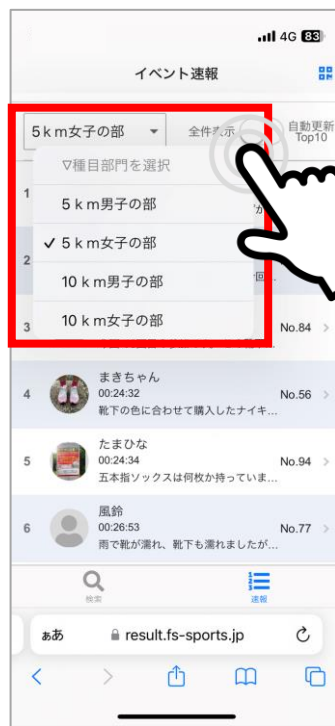 4G 83
イベント速報
5km女子の部
全件表示
自動更新
Top10
▽種目部門を選択
5km男子の部
✓ 5km女子の部
10km男子の部
10km女子の部
1
2
3
No.84
4
まきちゃん
00:24:32
靴下の色に合わせて購入したナイキ...
No.56
5
たまひな
00:24:34
五本指ソックスは何枚か持っていま...
No.94
6
風鈴
00:26:53
雨で靴が濡れ、靴下も濡れましたが...
No.77
検索
速報
ぁあ
result.fs-sports.jp